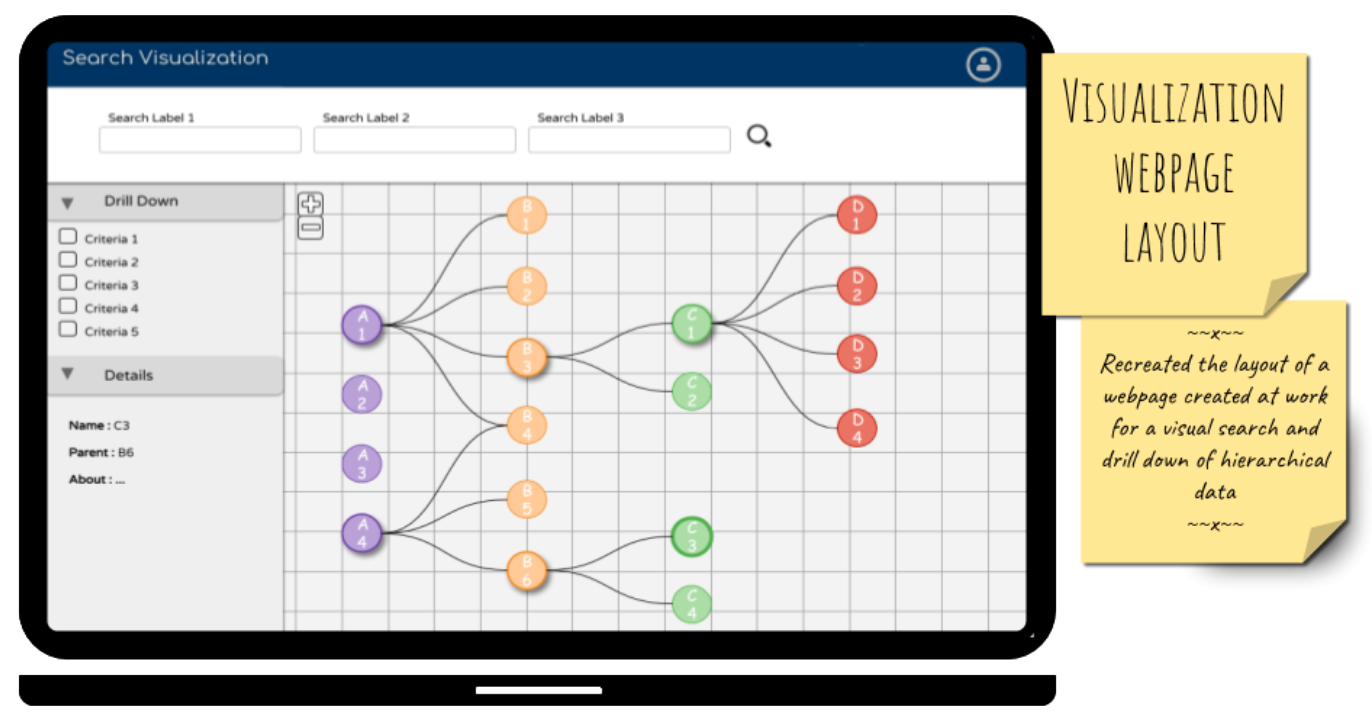 Search Visualization
Search Label 1
Search Label 2
Search Label 3
Drill Down
Criteria 1
Criteria 2
Criteria 3
Criteria 4
Criteria 5
Details
Name : C3
Parent : B6
About : ...
A
1
A
2
A
3
A
4
B
1
B
2
B
3
B
4
B
5
B
6
C
1
C
2
C
3
C
4
D
1
D
2
D
3
D
4
VISUALIZATION
WEBPAGE
LAYOUT
~~x~~
Recreated the layout of a
webpage created at work
for a visual search and
drill down of hierarchical
data
~~x~~